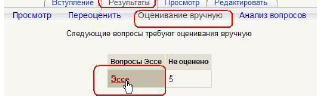 Вступление Результаты Просмотр Редактировать
Просмотр Переоценить Оценивание вручную Анализ вопросов
Следующие вопросы требуют оценивания вручную
Вопросы Эссе Не оценено
Эссе 5